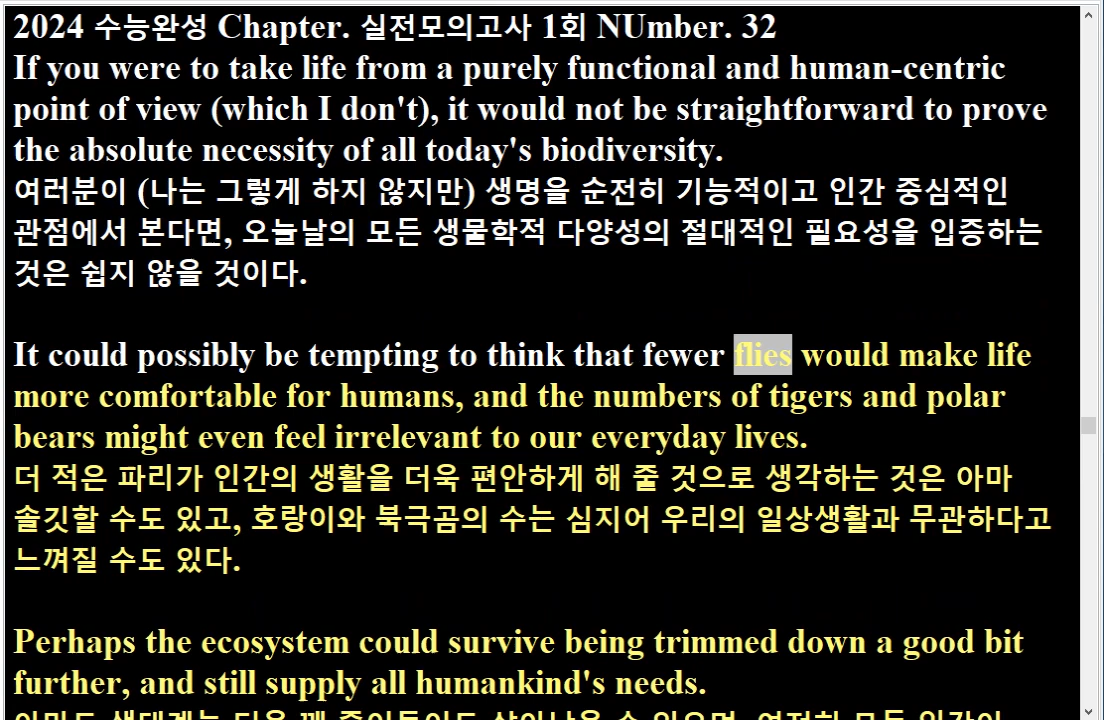 2024 수능완성 Chapter. 실전모의고사 1회 NUmber. 32
If you were to take life from a purely functional and human-centric
point of view (which I don't), it would not be straightforward to prove
the absolute necessity of all today's biodiversity.
여러분이 (나는 그렇게 하지 않지만) 생명을 순전히 기능적이고 인간 중심적인
관점에서 본다면, 오늘날의 모든 생물학적 다양성의 절대적인 필요성을 입증하는
것은 쉽지 않을 것이다.
It could possibly be tempting to think that fewer flies would make life
more comfortable for humans, and the numbers of tigers and polar
bears might even feel irrelevant to our everyday lives.
더 적은 파리가 인간의 생활을 더욱 편안하게 해 줄 것으로 생각하는 것은 아마
솔깃할 수도 있고, 호랑이와 북극곰의 수는 심지어 우리의 일상생활과 무관하다고
느껴질 수도 있다.
Perhaps the ecosystem could survive being trimmed down a good bit
further, and still supply all humankind's needs.